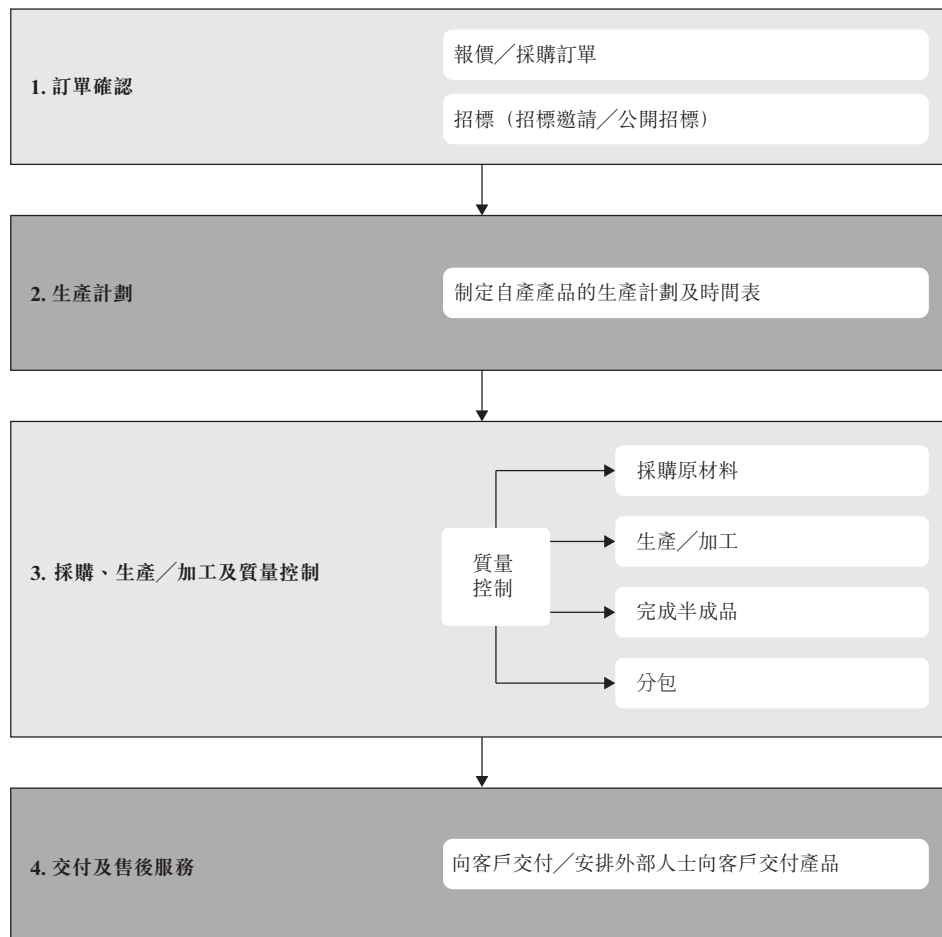 1. 訂單確認
報價／採購訂單
招標（招標邀請／公開招標）
2. 生產計劃
制定自產產品的生產計劃及時間表
3. 採購、生產／加工及質量控制
質量
控制
採購原材料
生產／加工
完成半成品
分包
4. 交付及售後服務
向客戶交付／安排外部人士向客戶交付產品